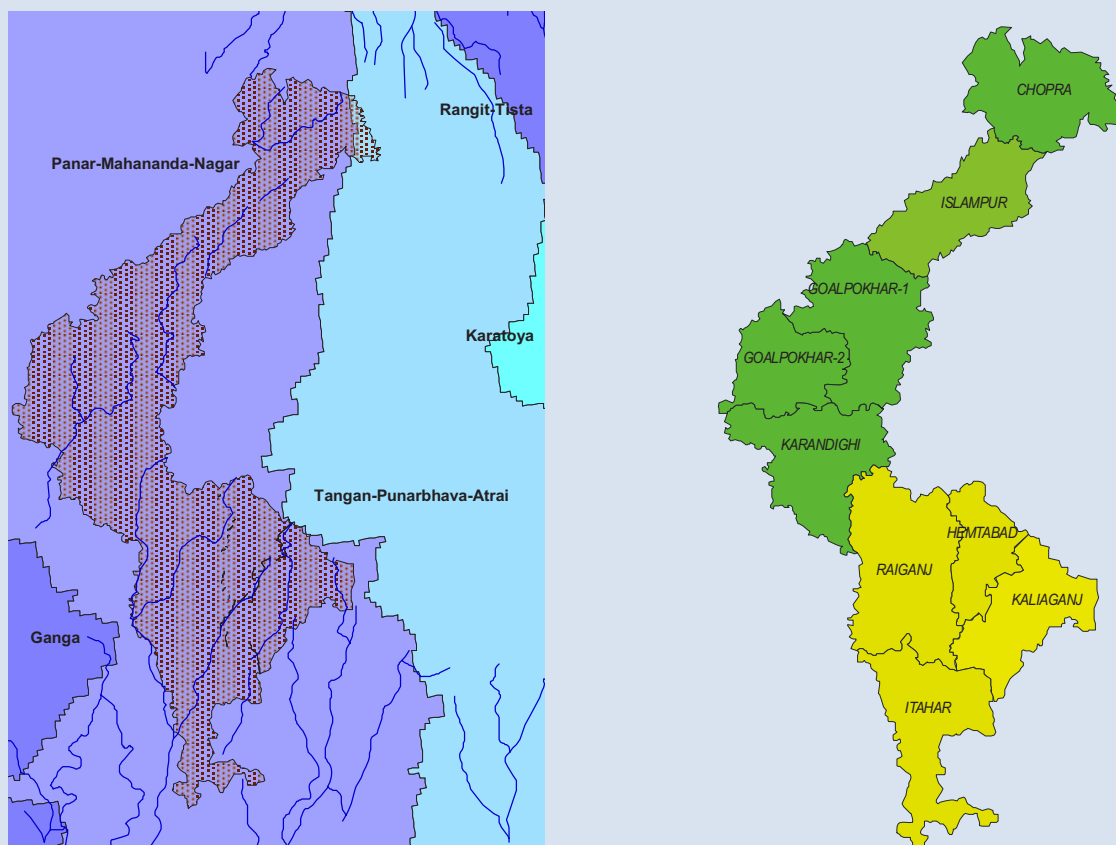 Rangit-Tista
Panar-Mahananda-Nagar
Karatoya
Tangan-Punarbhava-Atrai
Ganga
CHOPRA
ISLAMPUR
GOALPOKHAR-1
GOALPOKHAR-2
KARANDIGHI
HEMTABAD
RAIGANJ
KALIAGANJ
ITAHAR